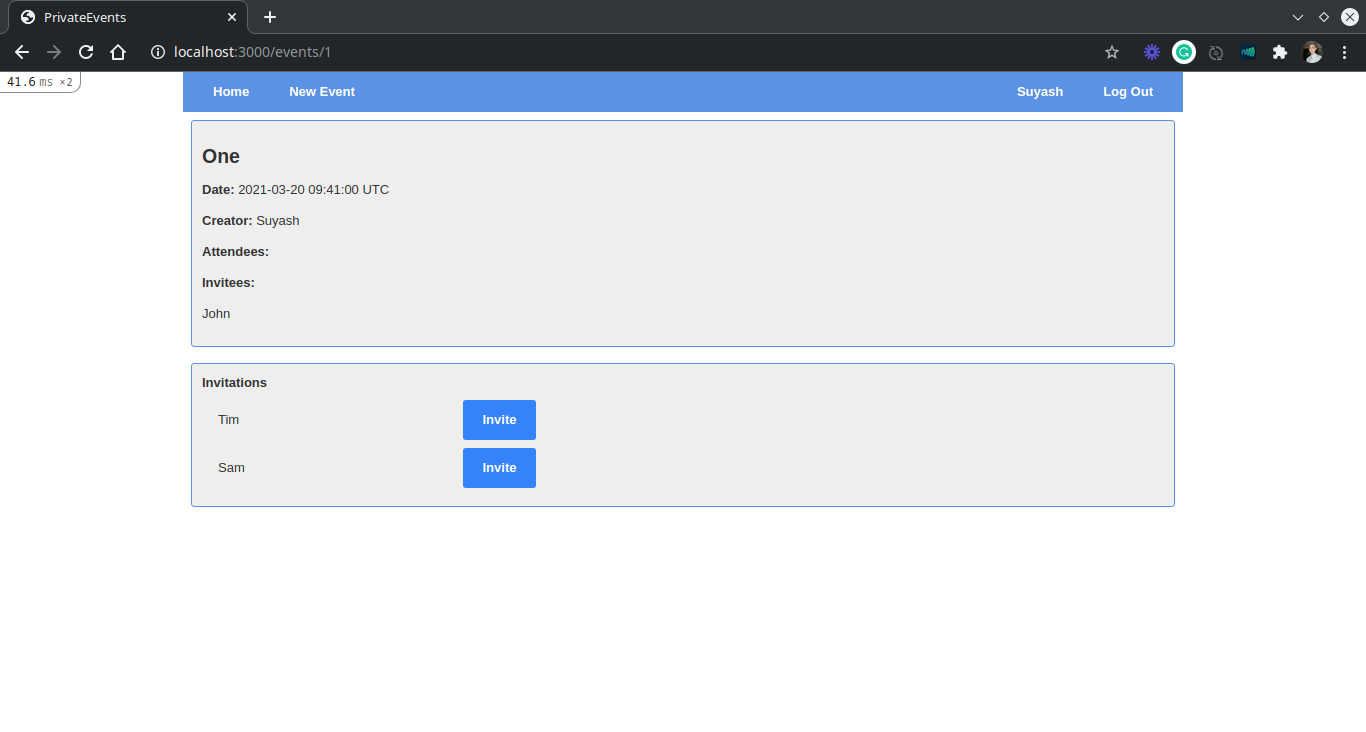 PrivateEvents
localhost:3000/events/1
41.6 ms ×2
Home New Event Suyash Log Out
One
Date: 2021-03-20 09:41:00 UTC
Creator: Suyash
Attendees:
Invitees:
John
Invitations
Tim Invite
Sam Invite